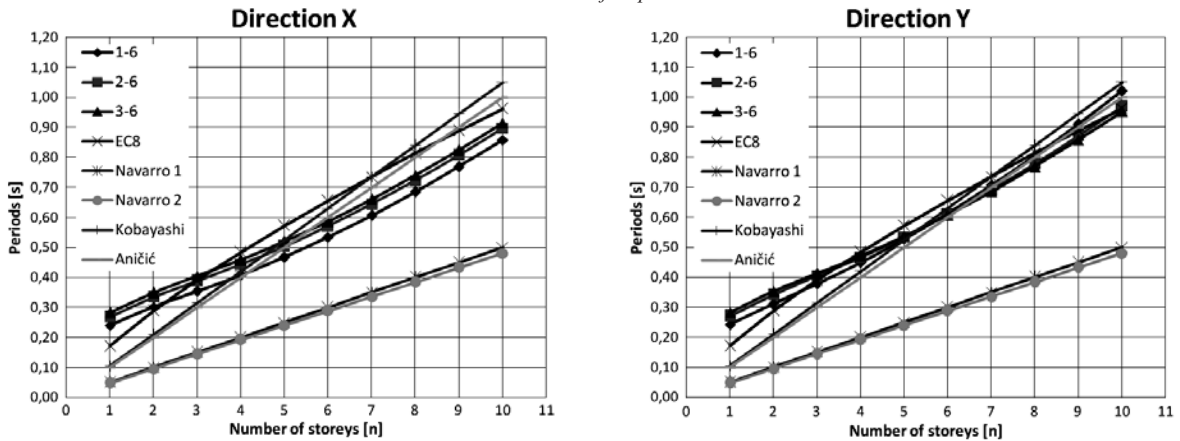 Direction X
1,20
1,10
1,00
0,90
0,80
0,70
0,60
0,50
0,40
0,30
0,20
0,10
0,00
Periods [s]
1-6
2-6
3-6
EC8
Navarro 1
Navarro 2
Kobayashi
Aničić
0 1 2 3 4 5 6 7 8 9 10 11
Number of storeys [n]
Direction Y
1,20
1,10
1,00
0,90
0,80
0,70
0,60
0,50
0,40
0,30
0,20
0,10
0,00
Periods [s]
1-6
2-6
3-6
EC8
Navarro 1
Navarro 2
Kobayashi
Aničić
0 1 2 3 4 5 6 7 8 9 10 11
Number of storeys [n]